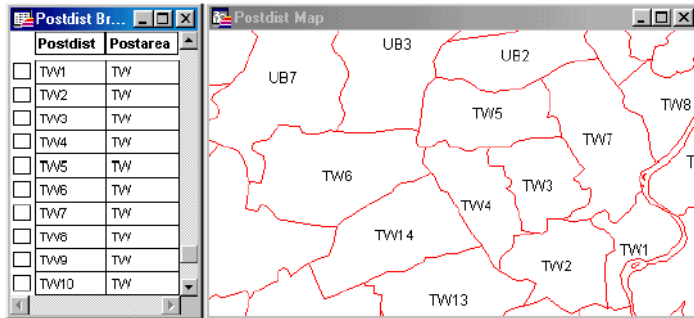 Postdist Br...
Postdist Postarea
TW1 TW
TW2 TW
TW3 TW
TW4 TW
TW5 TW
TW6 TW
TW7 TW
TW8 TW
TW9 TW
TW10 TW
Postdist Map
UB3
UB2
UB7
TW8
TW5
TW7
TW6
TW3
TW4
TW14
TW1
TW2
TW13